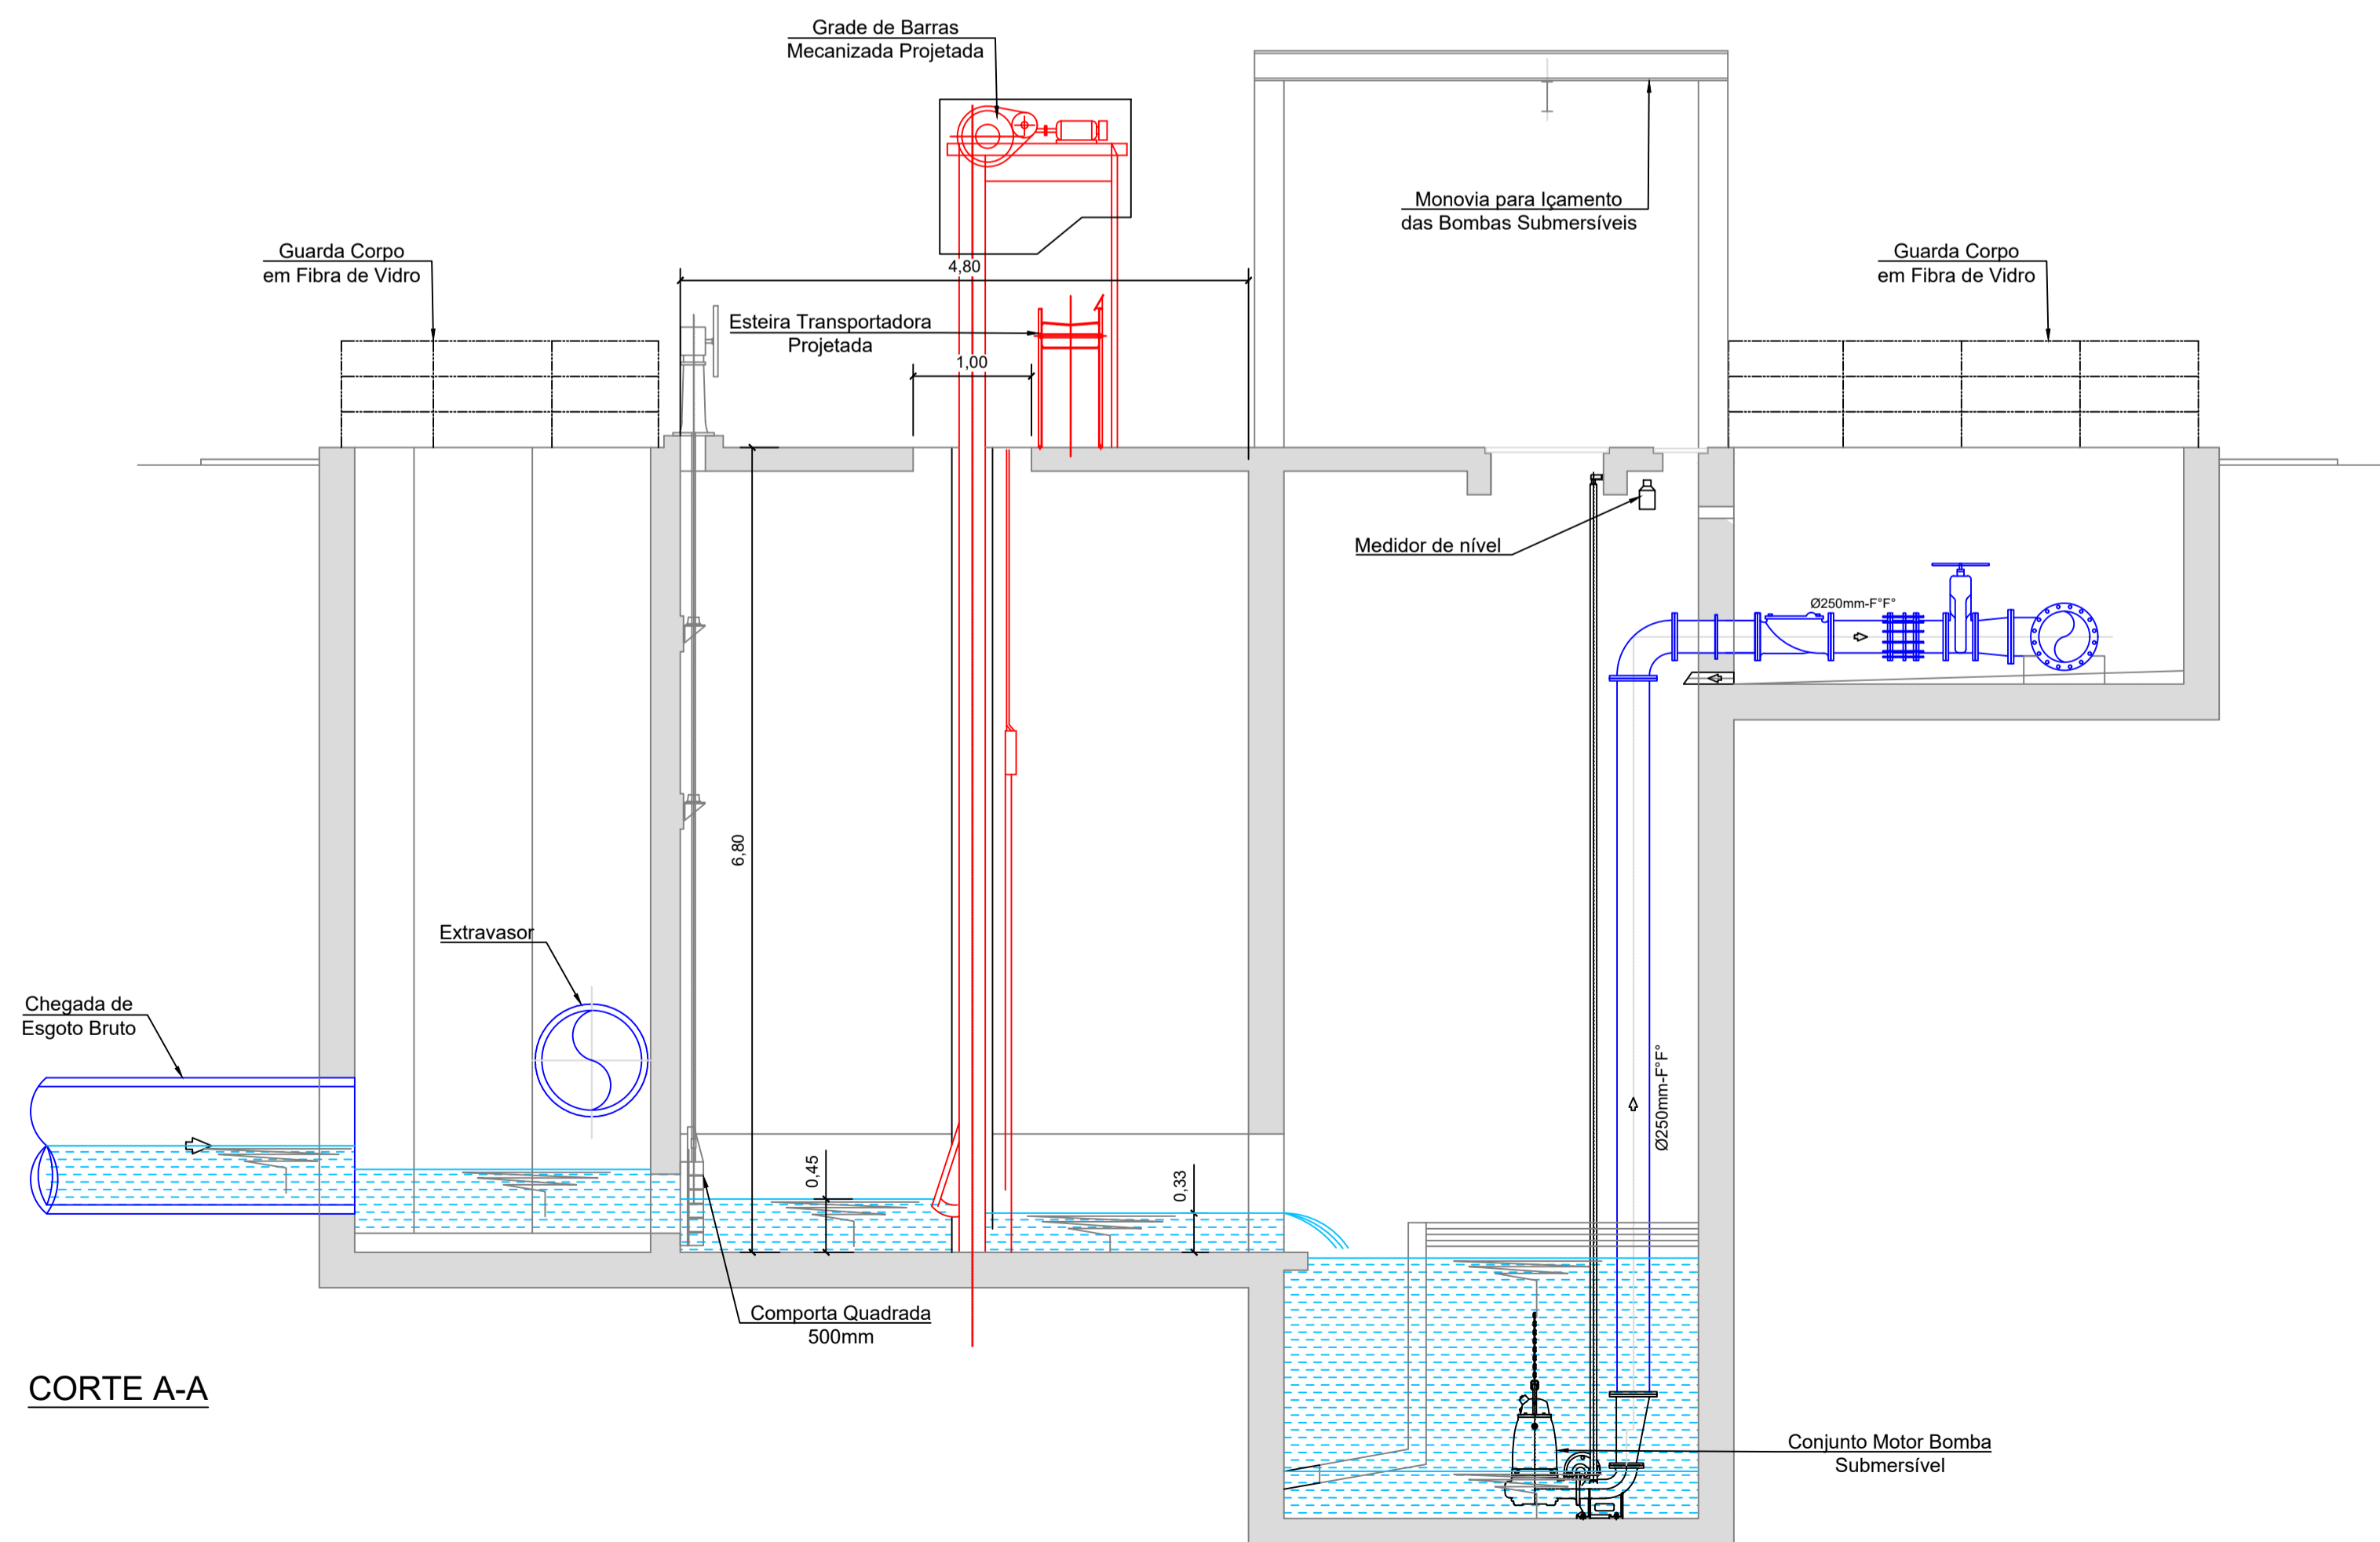 Grade de Barras
Mecanizada Projetada
Monovia para Içamento
das Bombas Submersíveis
Guarda Corpo
em Fibra de Vidro
Guarda Corpo
em Fibra de Vidro
4,80
Esteira Transportadora
Projetada
1,00
Medidor de nível
Ø250mm-F°F°
6,80
Extravasor
Chegada de
Esgoto Bruto
Ø250mm-F°F°
0,45
0,33
Comporta Quadrada
500mm
CORTE A-A
Conjunto Motor Bomba
Submersível